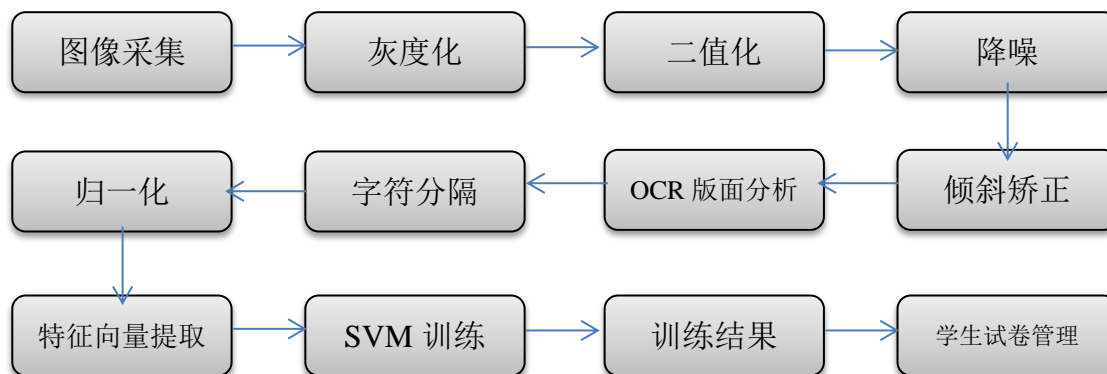 图像采集
灰度化
二值化
降噪
归一化
字符分隔
OCR 版面分析
倾斜矫正
特征向量提取
SVM 训练
训练结果
学生试卷管理